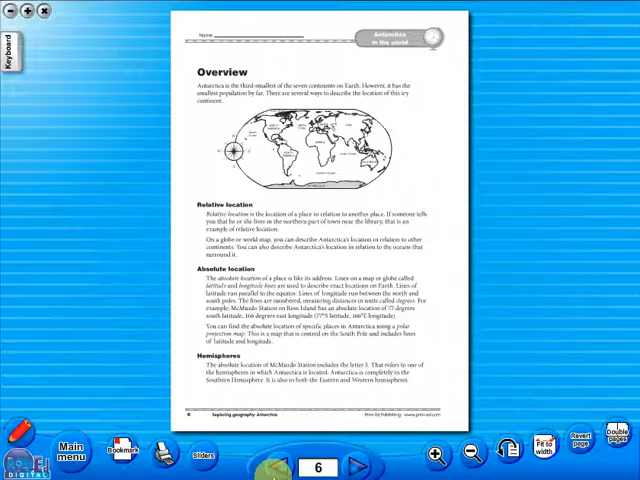 Keyboard
Name
Antarctica
in the world
Overview
Antarctica is the third-smallest of the seven continents on Earth. However, it has the
smallest population by far. There are several ways to describe the location of this icy
continent.
Relative location
Relative location is the location of a place in relation to another place. If someone tells
you that he or she lives in the northern part of town near the library, that is an
example of relative location.
On a globe or world map, you can describe Antarctica's location in relation to other
continents. You can also describe Antarctica's location in relation to the oceans that
surround it.
Absolute location
The absolute location of a place is like its address. Lines on a map or globe called
latitude and longitude lines are used to describe exact locations on Earth. Lines of
latitude run parallel to the equator. Lines of longitude run between the north and
south poles. The lines are numbered, measuring distances in units called degrees. For
example; McMurdo Station on Ross Island has an absolute location of 77 degrees
south latitude, 166 degrees east longitude (77°S latitude, 166°E longitude).
You can find the absolute location of specific places in Antarctica using a polar
projection map. This is a map that is centred on the South Pole and includes lines
of latitude and longitude.
Hemispheres
The absolute location of McMurdo Station includes the letter S. That refers to one of
the hemispheres in which Antarctica is located. Antarctica is completely in the
Southern Hemisphere. It is also in both the Eastern and Western hemispheres.
6 Exploring geography: Antarctica Prim-Ed Publishing www.prim-ed.com
Main
menu
Bookmark
Sliders
6
Fit to
width
Revert
page
Double
pages
Ed
DIGITAL